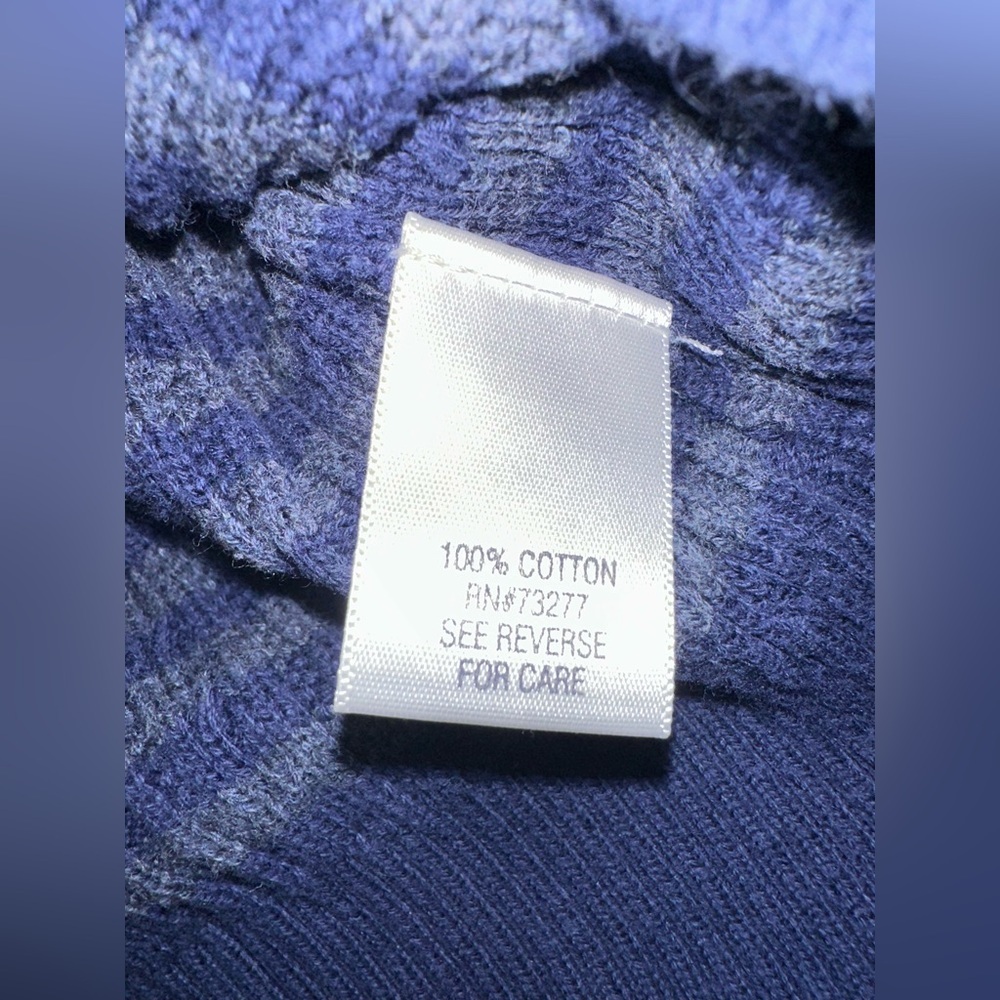 100% COTTON
RN#73277
SEE REVERSE
FOR CARE